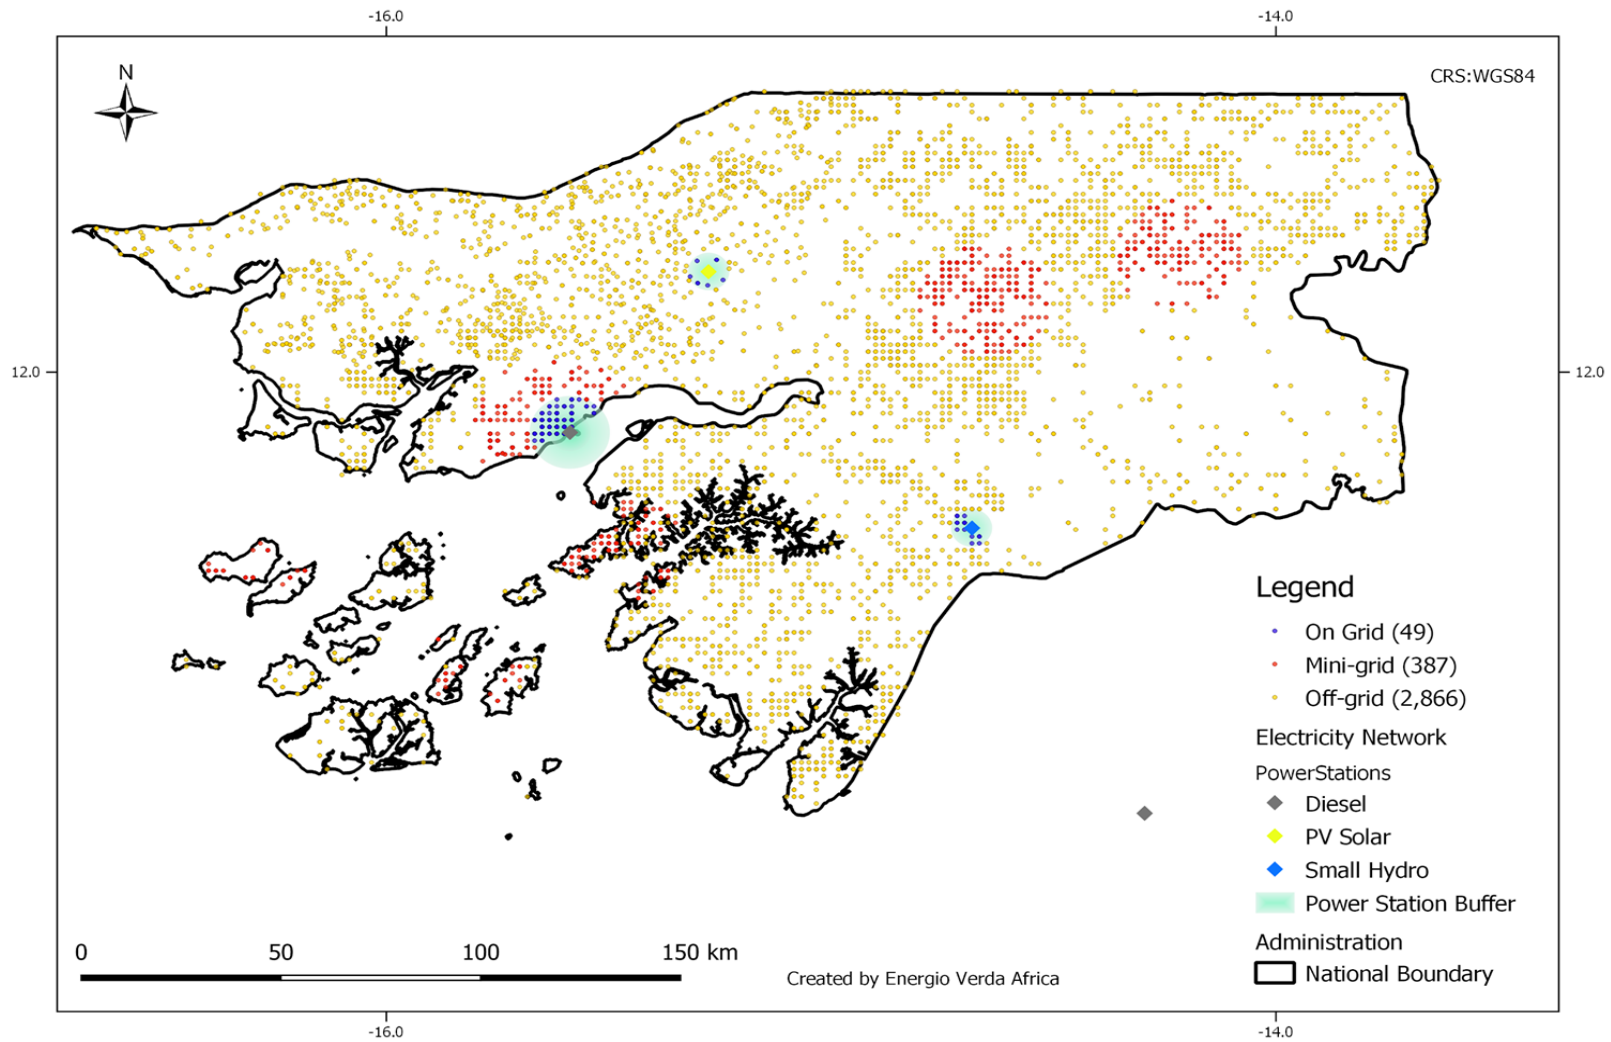 -16.0
-14.0
N
CRS:WGS84
12.0
12.0
Legend
On Grid (49)
Mini-grid (387)
Off-grid (2,866)
Electricity Network
PowerStations
Diesel
PV Solar
Small Hydro
Power Station Buffer
Administration
National Boundary
0 50 100 150 km
Created by Energio Verda Africa
-16.0
-14.0